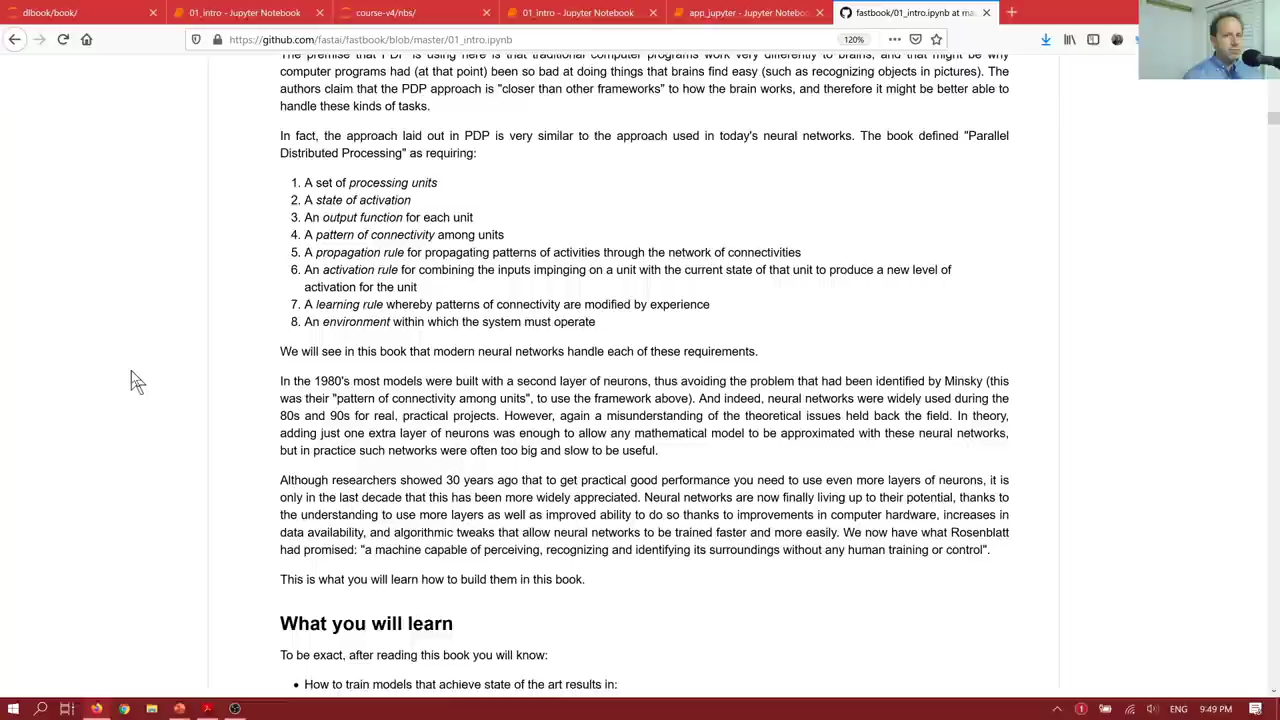 dlbook/book/
01_intro - Jupyter Notebook
course-v4/nbs/
01_intro - Jupyter Notebook
app_jupyter - Jupyter Notebook
fastbook/01_intro.ipynb at ma
https://github.com/fastai/fastbook/blob/master/01_intro.ipynb
120%
The premise that PDP is using here is that traditional computer programs work very differently to brains, and that might be why
computer programs had (at that point) been so bad at doing things that brains find easy (such as recognizing objects in pictures). The
authors claim that the PDP approach is "closer than other frameworks" to how the brain works, and therefore it might be better able to
handle these kinds of tasks.
In fact, the approach laid out in PDP is very similar to the approach used in today's neural networks. The book defined "Parallel
Distributed Processing" as requiring:
1. A set of processing units
2. A state of activation
3. An output function for each unit
4. A pattern of connectivity among units
5. A propagation rule for propagating patterns of activities through the network of connectivities
6. An activation rule for combining the inputs impinging on a unit with the current state of that unit to produce a new level of
activation for the unit
7. A learning rule whereby patterns of connectivity are modified by experience
8. An environment within which the system must operate
We will see in this book that modern neural networks handle each of these requirements.
In the 1980's most models were built with a second layer of neurons, thus avoiding the problem that had been identified by Minsky (this
was their "pattern of connectivity among units", to use the framework above). And indeed, neural networks were widely used during the
80s and 90s for real, practical projects. However, again a misunderstanding of the theoretical issues held back the field. In theory,
adding just one extra layer of neurons was enough to allow any mathematical model to be approximated with these neural networks,
but in practice such networks were often too big and slow to be useful.
Although researchers showed 30 years ago that to get practical good performance you need to use even more layers of neurons, it is
only in the last decade that this has been more widely appreciated. Neural networks are now finally living up to their potential, thanks to
the understanding to use more layers as well as improved ability to do so thanks to improvements in computer hardware, increases in
data availability, and algorithmic tweaks that allow neural networks to be trained faster and more easily. We now have what Rosenblatt
had promised: "a machine capable of perceiving, recognizing and identifying its surroundings without any human training or control".
This is what you will learn how to build them in this book.
What you will learn
To be exact, after reading this book you will know:
• How to train models that achieve state of the art results in:
ENG
9:49 PM